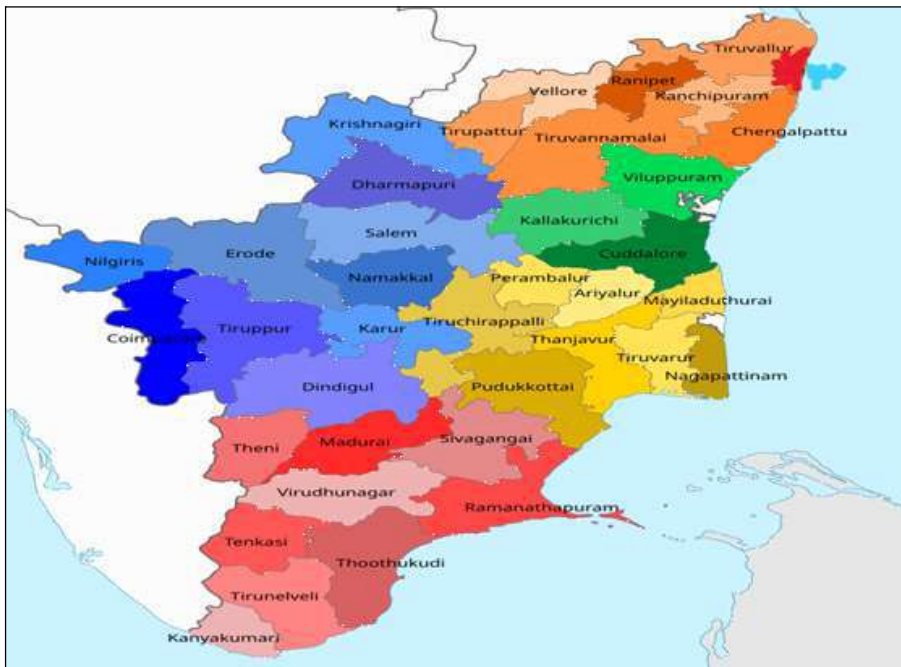 Tiruvallur
Ranipet
Vellore
Kanchipuram
Krishnagiri
Tirupattur
Tiruvannamalai
Chengalpattu
Dharmapuri
Viluppuram
Kallakurichi
Salem
Erode
Cuddalore
Nilgiris
Namakkal
Perambalur
Ariyalur
Mayiladuthurai
Tiruppur
Karur
Tiruchirappalli
Coimbatore
Thanjavur
Tiruvarur
Dindigul
Pudukkottai
Nagapattinam
Theni
Madurai
Sivagangai
Virudhunagar
Ramanathapuram
Tenkasi
Thoothukudi
Tirunelveli
Kanyakumari